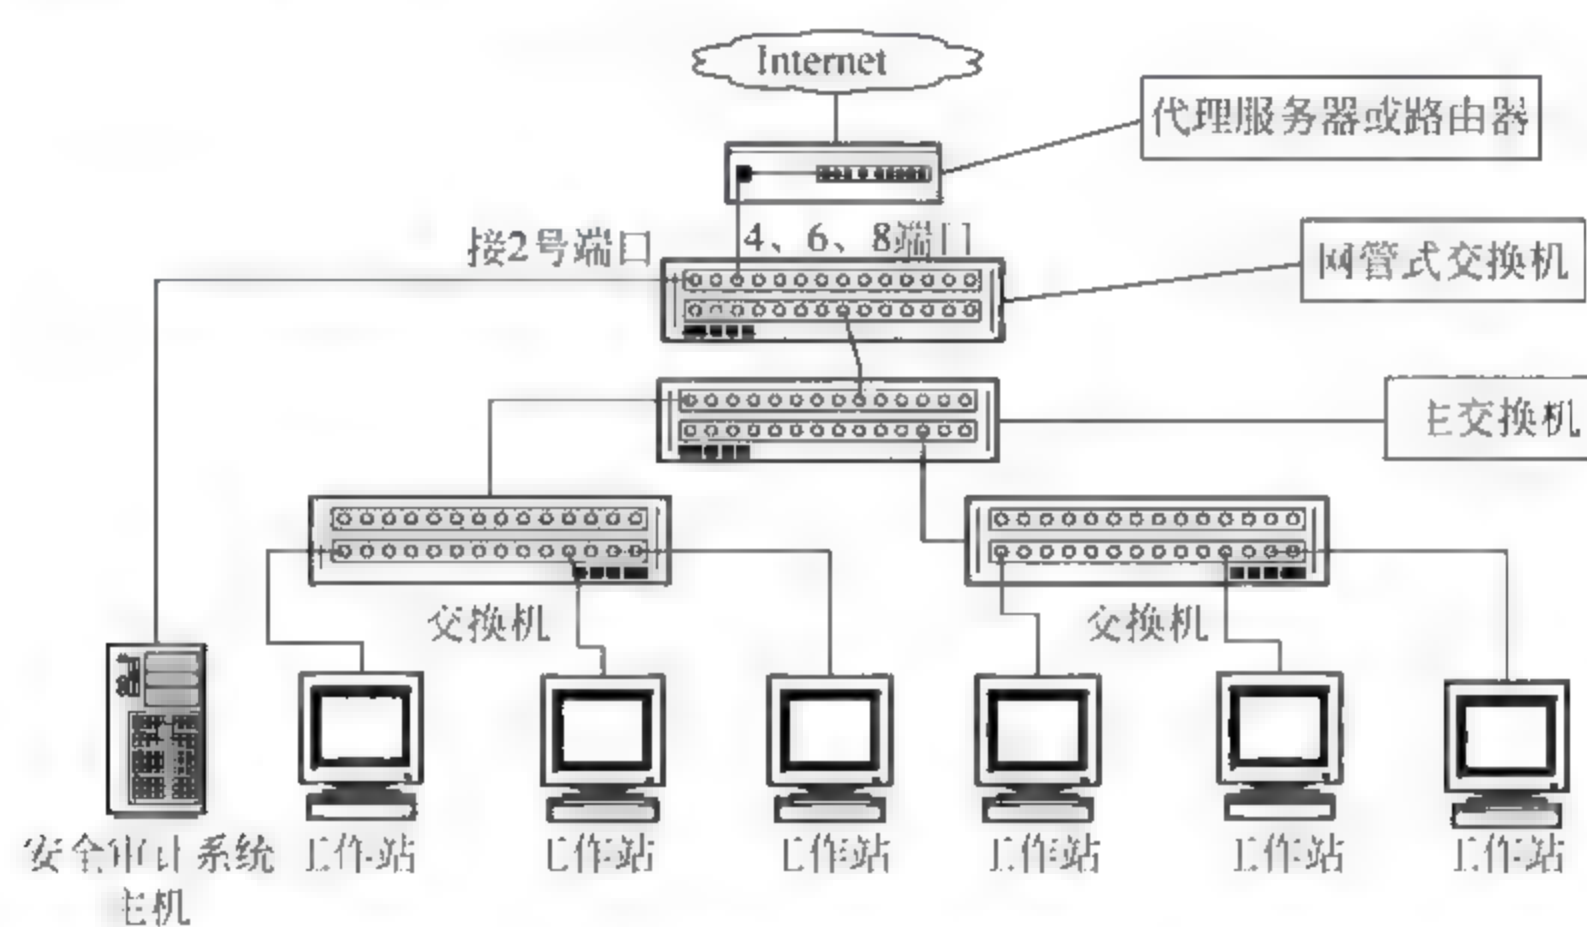 Internet
代理服务器或路由器
接2号端口
4、6、8端口
网管式交换机
主交换机
交换机
交换机
安全审计系统
主机
工作站
工作站
工作站
工作站
工作站
工作站